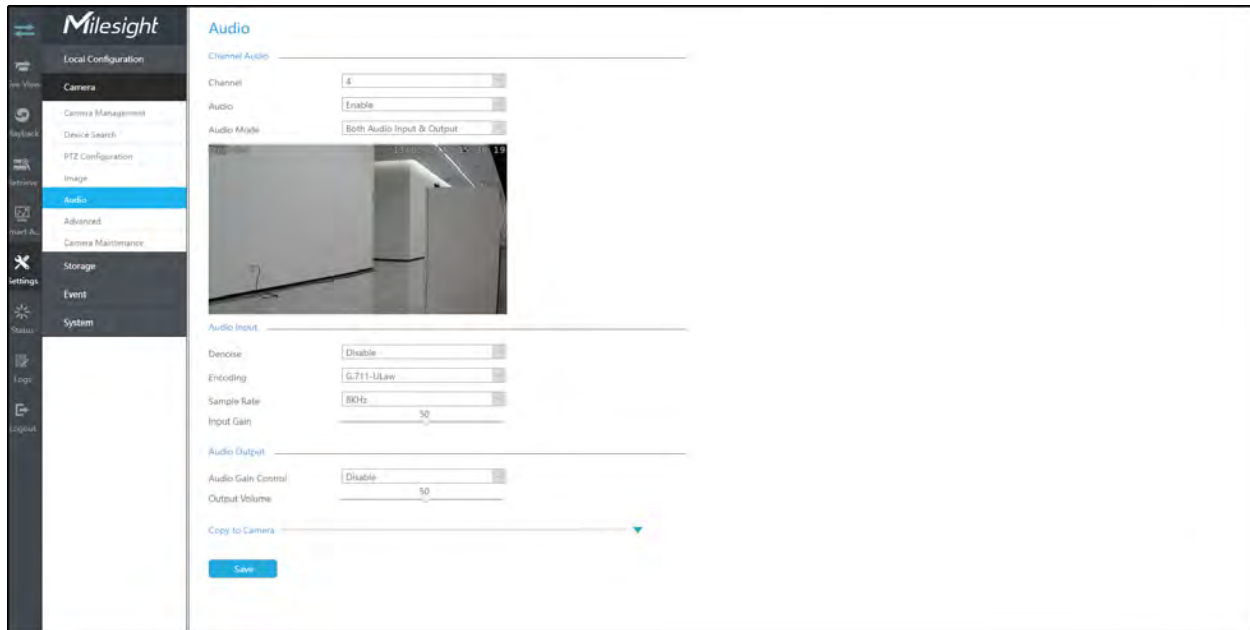 Milesight
Local Configuration
Camera
Camera Management
Device Search
PTZ Configuration
Image
Audio
Advanced
Camera Maintenance
Storage
Event
System
Playback
Retrieve
Settings
Status
Logs
Logout
Audio
Channel Audio
Channel
4
Audio
Enable
Audio Mode
Both Audio Input & Output
Audio Input
Denoise
Disable
Encoding
G.711-ULaw
Sample Rate
8KHz
Input Gain
50
Audio Output
Audio Gain Control
Disable
Output Volume
50
Copy to Camera
Save